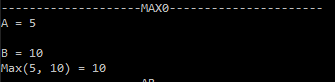 --------------------MAX0----------------------
A = 5
B = 10
Max(5, 10) = 10